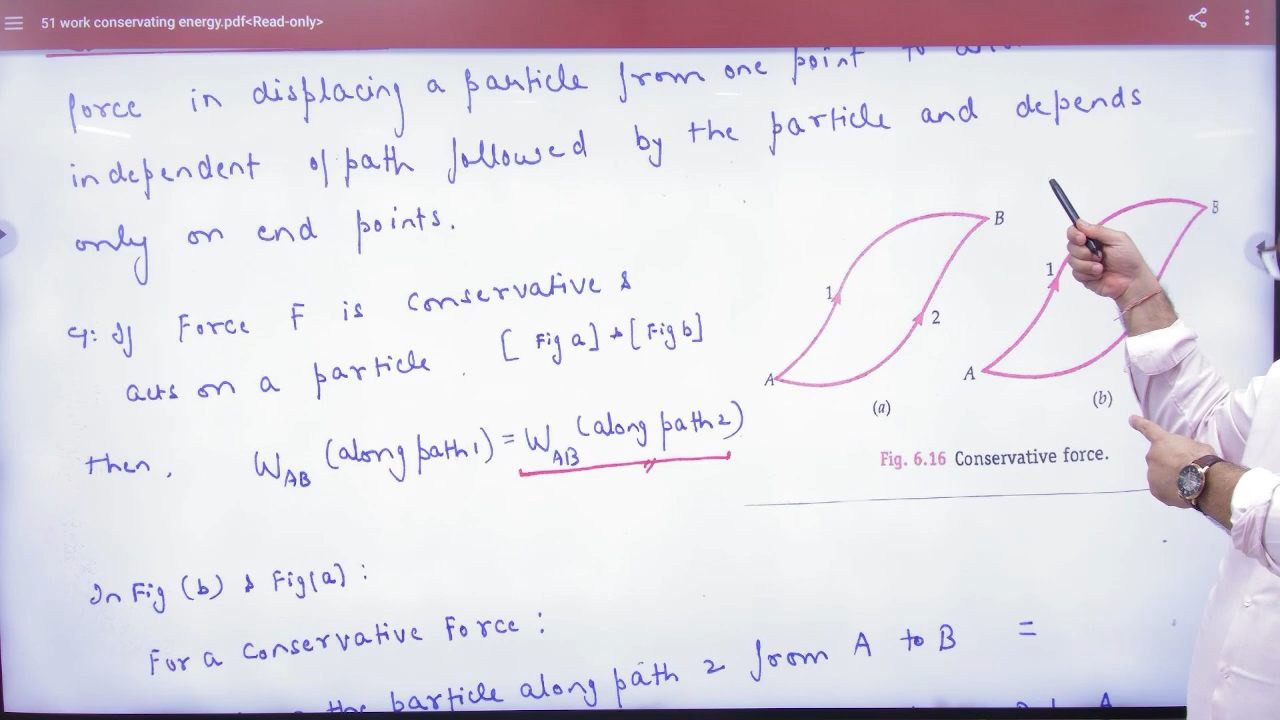 51 work conservating energy.pdf<Read-only>
force in displacing a particle from one point to
independent of path followed by the particle and depends
only on end points.
If Force F is conservative &
acts on a particle. [Fig a] & [Fig b]
then, W_AB (along path 1) = W_AB (along path 2)
A
1
2
B
(a)
A
1
B
(b)
Fig. 6.16 Conservative force.
In Fig (b) & Fig(a) :
For a conservative Force :
the particle along path 2 from A to B =